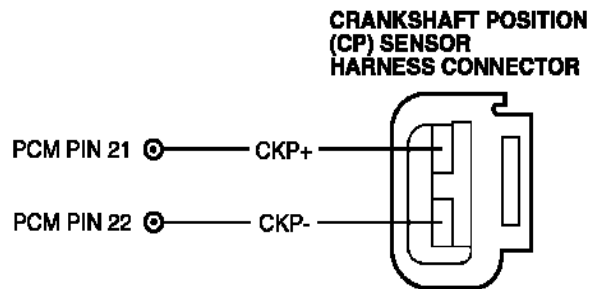 CRANKSHAFT POSITION
(CP) SENSOR
HARNESS CONNECTOR
PCM PIN 21 CKP+
PCM PIN 22 CKP-